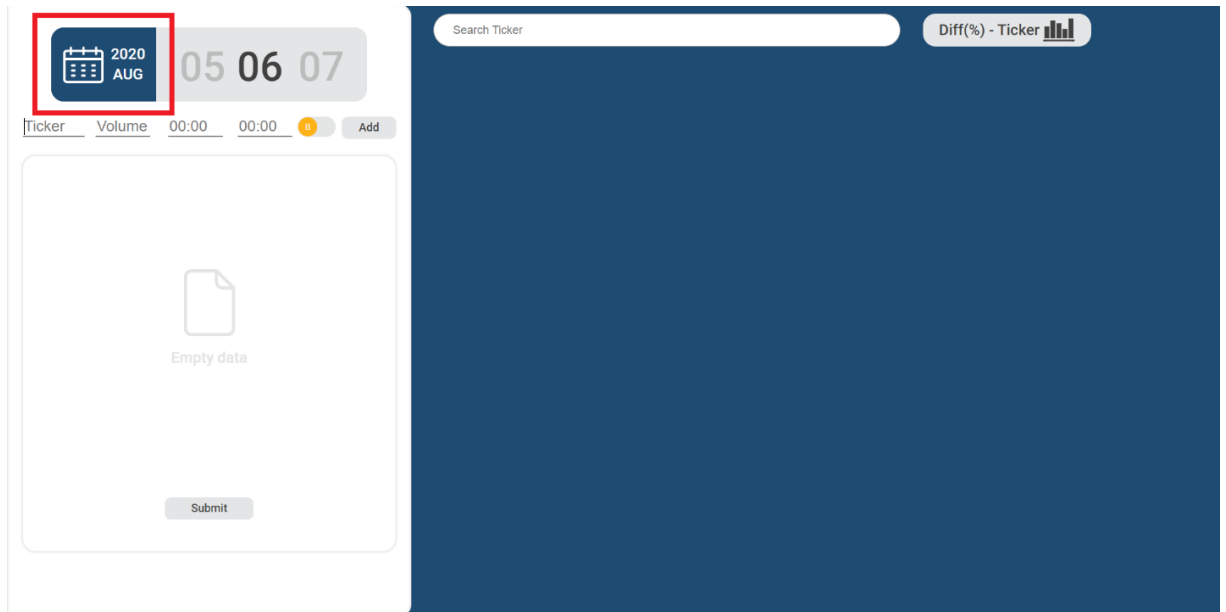 2020
AUG
05 06 07
Ticker Volume 00:00 00:00 B Add
Empty data
Submit
Search Ticker
Diff(%) - Ticker